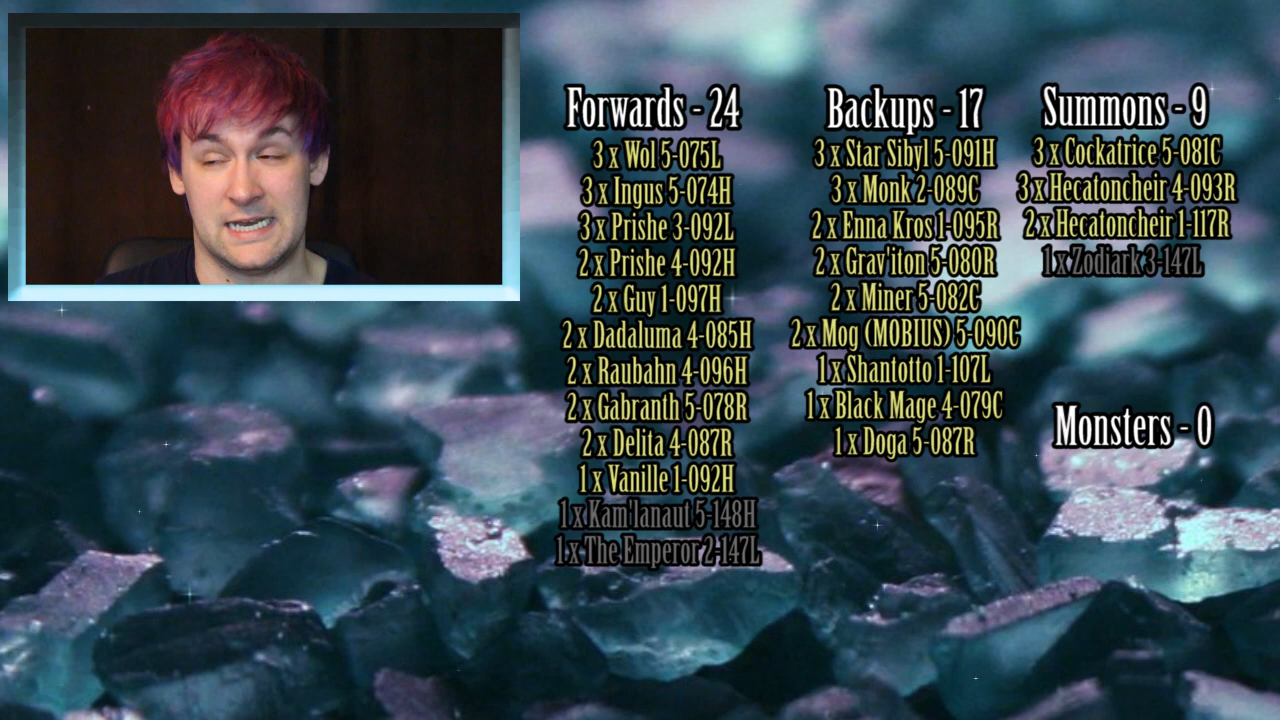 Forwards - 24
3 x Wol 5-075L
3 x Ingus 5-074H
3 x Prishe 3-092L
2 x Prishe 4-092H
2 x Guy 1-097H
2 x Dadaluma 4-085H
2 x Raubahn 4-096H
2 x Gabranth 5-078R
2 x Delita 4-087R
1 x Vanille 1-092H
1 x Kam'lanaut 5-148H
1 x The Emperor 2-147L
Backups - 17
3 x Star Sibyl 5-091H
3 x Monk 2-089C
2 x Enna Kros 1-095R
2 x Grav'iton 5-080R
2 x Miner 5-082C
2 x Mog (MOBIUS) 5-090C
1 x Shantotto 1-107L
1 x Black Mage 4-079C
1 x Doga 5-087R
Summons - 9
3 x Cockatrice 5-081C
3 x Hecatoncheir 4-093R
2 x Hecatoncheir 1-117R
1 x Zodiark 3-147L
Monsters - 0